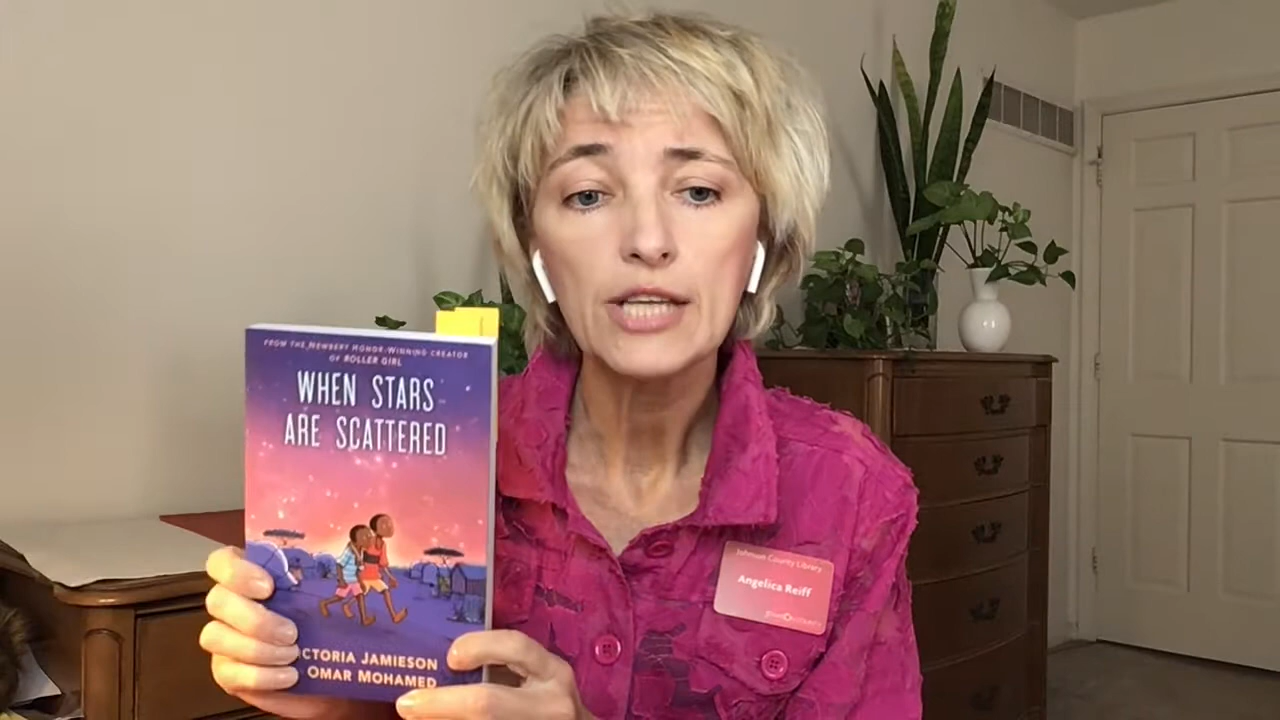 FROM THE NEWBERY HONOR-WINNING CREATOR
OF ROLLER GIRL
WHEN STARS
ARE SCATTERED
CTORIA JAMIESON
OMAR MOHAMED
Johnson County Library
Angelica Reiff